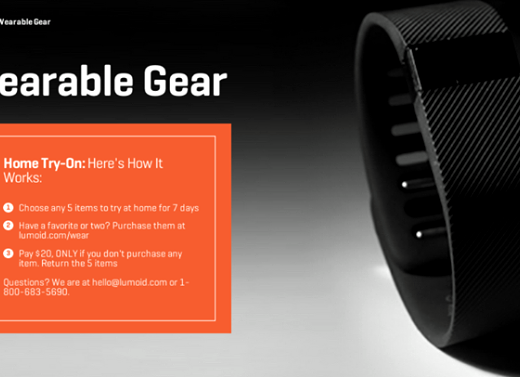 Wearable Gear
earable Gear
Home Try-On: Here's How It
Works:
1 Choose any 5 items to try at home for 7 days
2 Have a favorite or two? Purchase them at
lumoid.com/wear
3 Pay $20, ONLY if you don't purchase any
item. Return the 5 items
Questions? We are at hello@lumoid.com or 1-
800-683-5690.